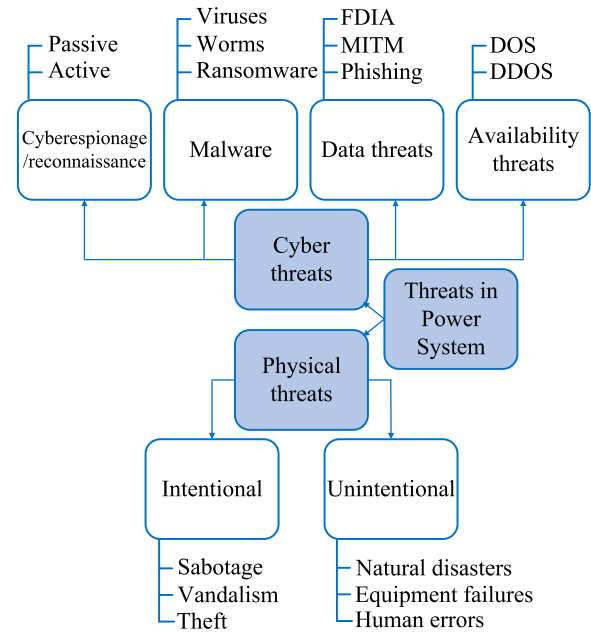 Passive
Active
Viruses
Worms
Ransomware
FDIA
MITM
Phishing
DOS
DDOS
Cyberespionage
/reconnaissance
Malware
Data threats
Availability
threats
Cyber
threats
Threats in
Power
System
Physical
threats
Intentional
Unintentional
Sabotage
Vandalism
Theft
Natural disasters
Equipment failures
Human errors